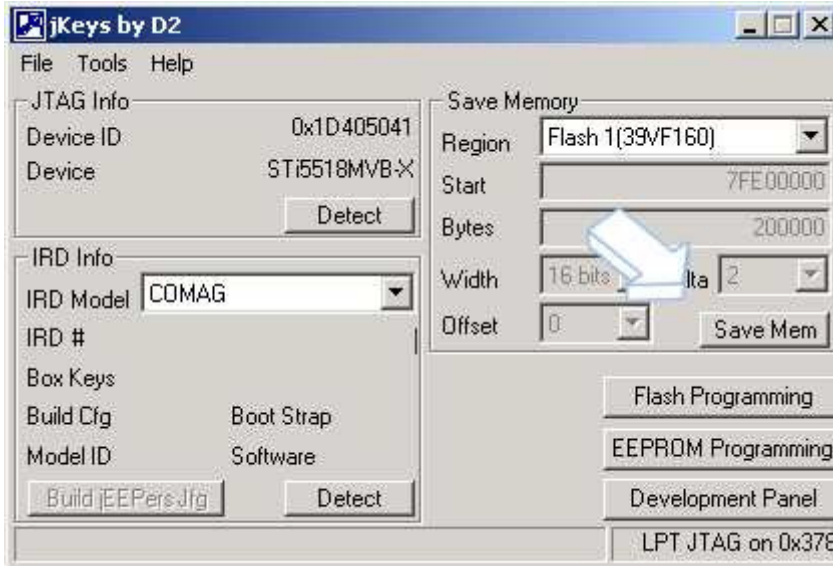 jKeys by D2
File Tools Help
JTAG Info
Device ID 0x1D405041
Device STi5518MVB-X
Detect
IRD Info
IRD Model COMAG
IRD #
Box Keys
Build Cfg Boot Strap
Model ID Software
Build jEEPersJfg Detect
Save Memory
Region Flash 1(39VF160)
Start 7FE00000
Bytes 200000
Width 16 bits lta 2
Offset 0 Save Mem
Flash Programming
EEPROM Programming
Development Panel
LPT JTAG on 0x378